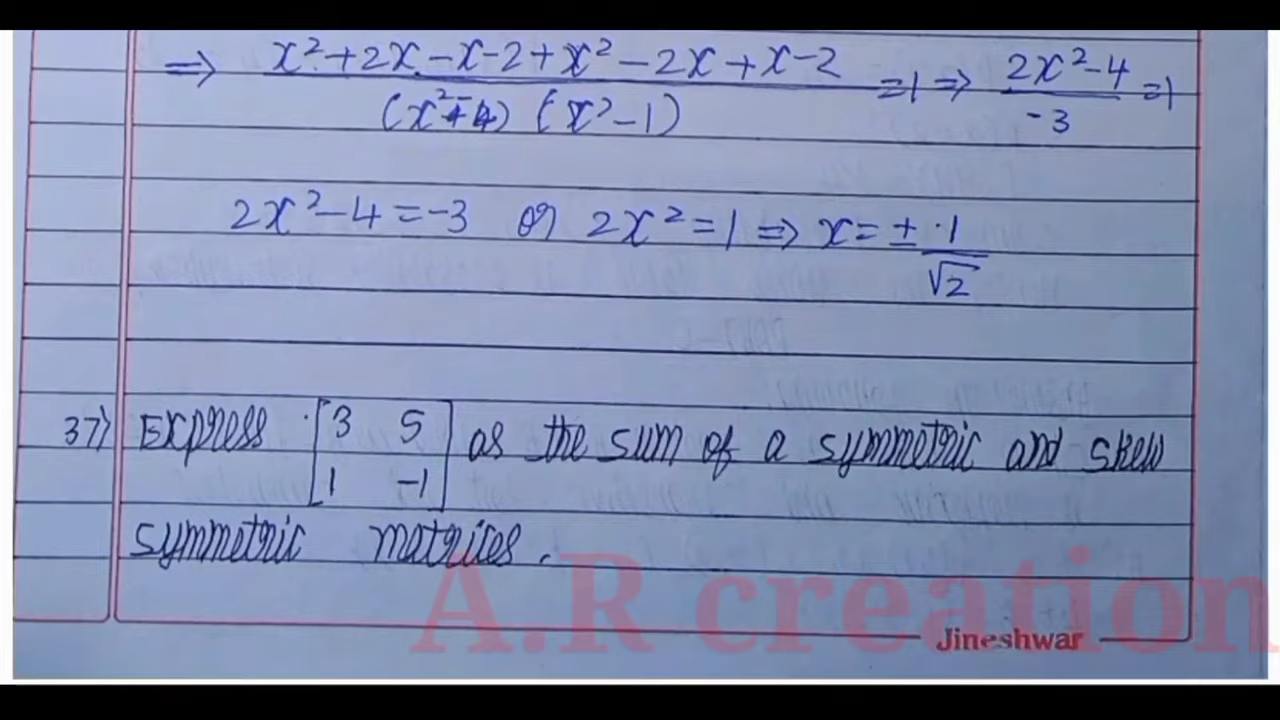 ⇒ x²+2x-x-2+x²-2x+x-2 / (x²-4) (x²-1) =1 ⇒ 2x²-4 / -3 =1
2x²-4=-3 or 2x²=1 ⇒ x=± 1/√2
37) Express [3 5 1 -1] as the sum of a symmetric and skew
symmetric matrices.
A.R creation
Jineshwar